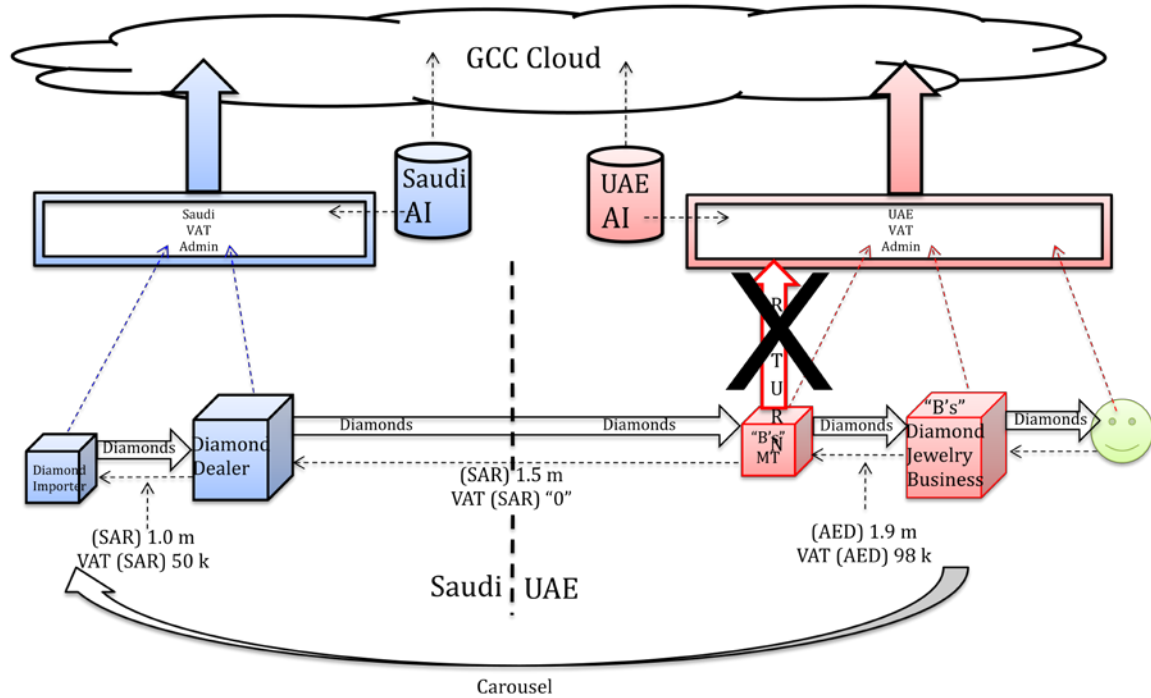 GCC Cloud
Saudi
AI
UAE
AI
Saudi
VAT
Admin
UAE
VAT
Admin
RTURN
Diamond
Importer
Diamonds
Diamond
Dealer
Diamonds
Diamonds
"B's"
MT
Diamonds
"B's"
Diamond
Jewelry
Business
Diamonds
(SAR) 1.5 m
VAT (SAR) "0"
(SAR) 1.0 m
VAT (SAR) 50 k
(AED) 1.9 m
VAT (AED) 98 k
Saudi
UAE
Carousel